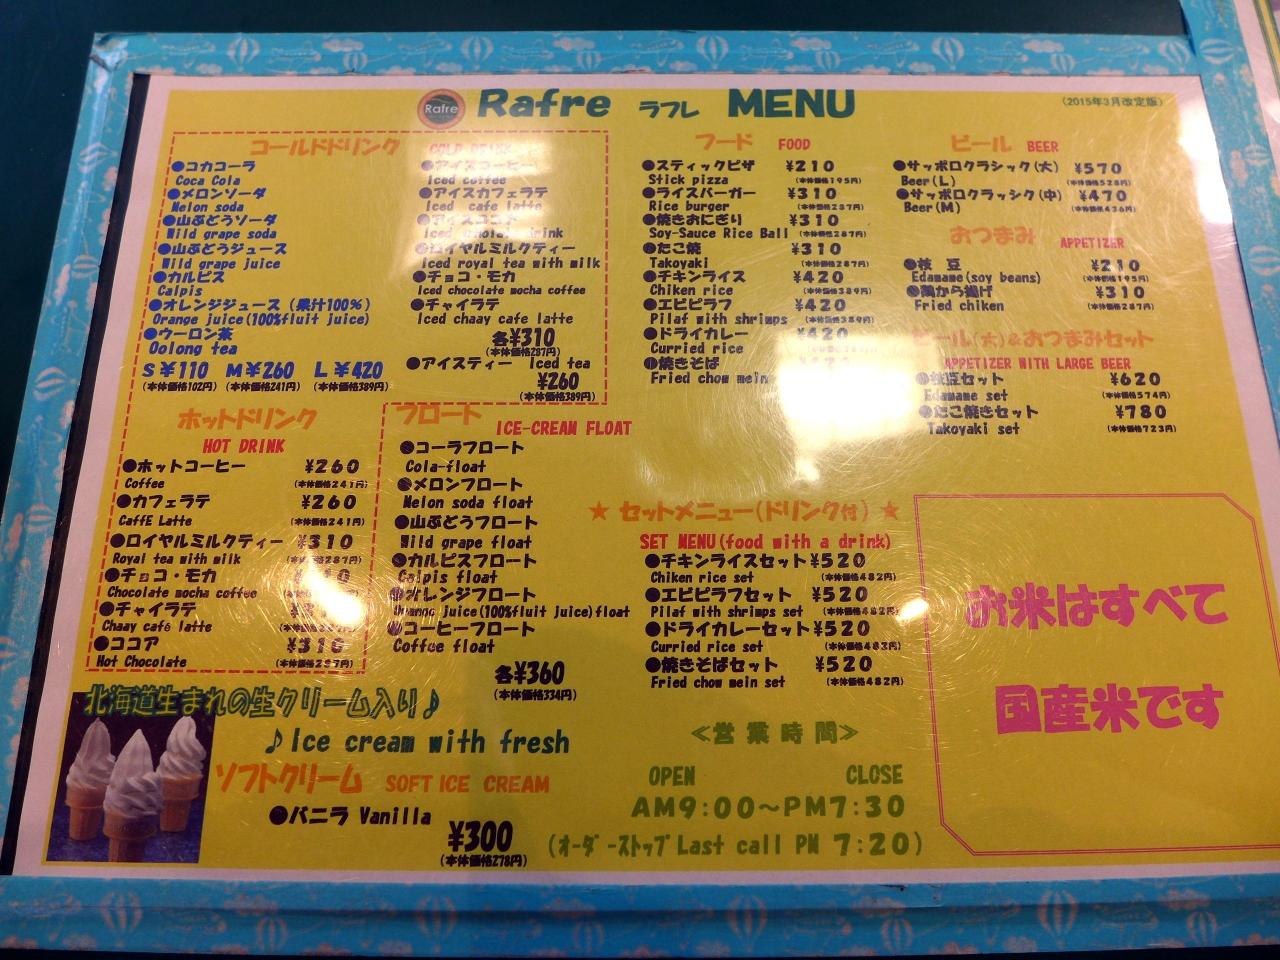 Rafre Rafre ラフレ MENU
(2015年3月改定版)
コールドドリンク COLD DRINK
●コカコーラ
Coca Cola
●メロンソーダ
Melon soda
●山ぶどうソーダ
Wild grape soda
●山ぶどうジュース
Wild grape juice
●カルピス
Calpis
●オレンジジュース (果汁100%)
Orange juice(100%fluit juice)
●ウーロン茶
Oolong tea
S ¥110 M ¥260 L ¥420
(本体価格102円) (本体価格241円) (本体価格389円)
●アイスコーヒー
Iced coffee
●アイスカフェラテ
Iced cafe latte
●アイスココア
Iced drink
●ロイヤルミルクティー
Iced royal tea with milk
●チョコ・モカ
Iced chocolate mocha coffee
●チャイラテ
Iced chaay cafe latte
各¥310
(本体価格287円)
●アイスティー Iced tea
¥260
(本体価格389円)
ホットドリンク
HOT DRINK
●ホットコーヒー ¥260
Coffee (本体価格241円)
●カフェラテ ¥260
CaffE Latte (本体価格241円)
●ロイヤルミルクティー ¥310
Royal tea with milk (本体価格287円)
●チョコ・モカ
Chocolate mocha coffee
●チャイラテ
Chaay café latte
●ココア ¥310
Hot Chocolate (本体価格287円)
フロート
ICE-CREAM FLOAT
●コーラフロート
Cola-float
●メロンフロート
Melon soda float
●山ぶどうフロート
Wild grape float
●カルピスフロート
Calpis float
●オレンジフロート
Orange juice(100%fluit juice)float
●コーヒーフロート
Coffee float
各¥360
(本体価格334円)
北海道生まれの生クリーム入り♪
♪Ice cream with fresh
ソフトクリーム SOFT ICE CREAM
●バニラ Vanilla
¥300
(本体価格278円)
フード FOOD
●スティックピザ ¥210
Stick pizza (本体価格195円)
●ライスバーガー ¥310
Rice burger (本体価格287円)
●焼きおにぎり ¥310
Soy-Sauce Rice Ball (本体価格287円)
●たこ焼 ¥310
Takoyaki (本体価格287円)
●チキンライス ¥420
Chiken rice (本体価格389円)
●エビピラフ ¥420
Pilaf with shrimps (本体価格389円)
●ドライカレー ¥420
Curried rice
●焼きそば
Fried chow mein
★ セットメニュー(ドリンク付) ★
SET MENU(food with a drink)
●チキンライスセット ¥520
Chiken rice set (本体価格482円)
●エビピラフセット ¥520
Pilaf with shrimps set (本体価格482円)
●ドライカレーセット ¥520
Curried rice set (本体価格483円)
●焼きそばセット ¥520
Fried chow mein set (本体価格482円)
≪営業時間≫
OPEN CLOSE
AM9:00～PM7:30
(オーダーストップ Last call PM 7:20)
ビール BEER
●サッポロクラシック(大) ¥570
Beer(L) (本体価格528円)
●サッポロクラッシク(中) ¥470
Beer(M) (本体価格436円)
おつまみ APPETIZER
●枝 豆 ¥210
Edamame(soy beans) (本体価格195円)
●鶏から揚げ ¥310
Fried chiken (本体価格287円)
ビール(大)&おつまみセット
APPETIZER WITH LARGE BEER
●枝豆セット ¥620
Edamame set (本体価格574円)
●たこ焼きセット ¥780
Takoyaki set (本体価格723円)
お米はすべて
国産米です